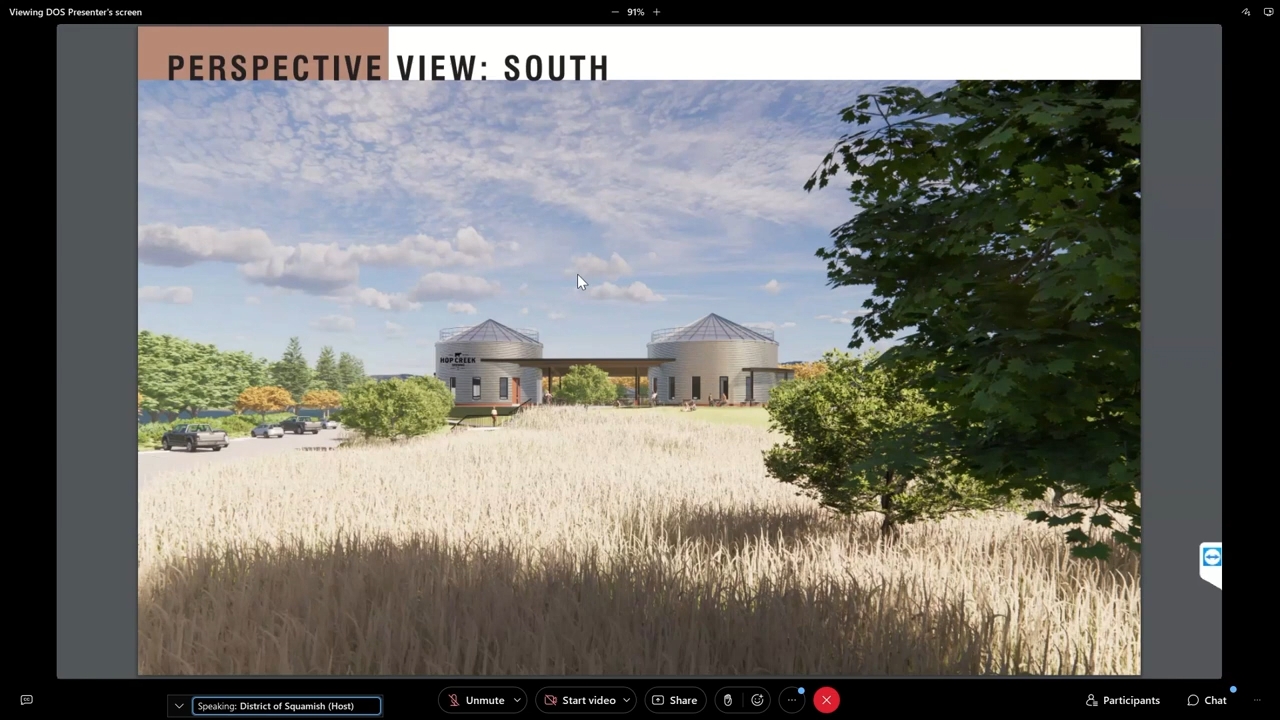 Viewing DOS Presenter's screen
91%
PERSPECTIVE VIEW: SOUTH
HOP CREEK
Speaking: District of Squamish (Host)
Unmute
Start video
Share
Participants
Chat